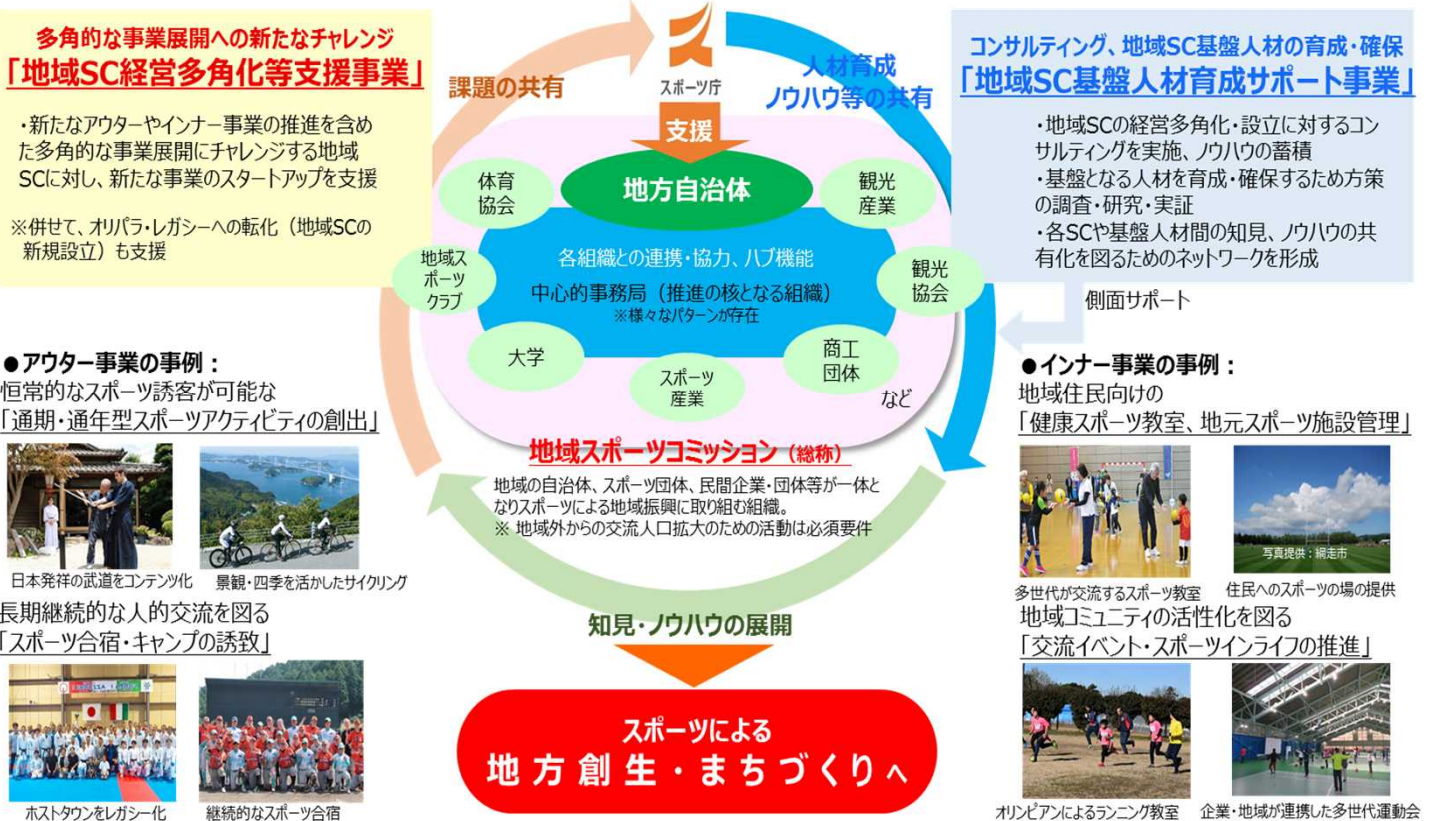 多角的な事業展開への新たなチャレンジ
「地域SC経営多角化等支援事業」
・新たなアウターやインナー事業の推進を含め
た多角的な事業展開にチャレンジする地域
SCに対し、新たな事業のスタートアップを支援
※併せて、オリパラ・レガシーへの転化（地域SCの
新規設立）も支援
課題の共有
スポーツ庁
人材育成
ノウハウ等の共有
支援
コンサルティング、地域SC基盤人材の育成・確保
「地域SC基盤人材育成サポート事業」
・地域SCの経営多角化・設立に対するコン
サルティングを実施、ノウハウの蓄積
・基盤となる人材を育成・確保するため方策
の調査・研究・実証
・各SCや基盤人材間の知見、ノウハウの共
有化を図るためのネットワークを形成
側面サポート
体育
協会
地方自治体
観光
産業
地域ス
ポーツ
クラブ
各組織との連携・協力、ハブ機能
中心的事務局（推進の核となる組織）
※様々なパターンが存在
観光
協会
大学
スポーツ
産業
商工
団体
など
地域スポーツコミッション（総称）
地域の自治体、スポーツ団体、民間企業・団体等が一体と
なりスポーツによる地域振興に取り組む組織。
※ 地域外からの交流人口拡大のための活動は必須要件
知見・ノウハウの展開
スポーツによる
地方創生・まちづくりへ
●アウター事業の事例：
恒常的なスポーツ誘客が可能な
「通期・通年型スポーツアクティビティの創出」
日本発祥の武道をコンテンツ化
景観・四季を活かしたサイクリング
長期継続的な人的交流を図る
「スポーツ合宿・キャンプの誘致」
ホストタウンをレガシー化
継続的なスポーツ合宿
●インナー事業の事例：
地域住民向けの
「健康スポーツ教室、地元スポーツ施設管理」
写真提供：網走市
多世代が交流するスポーツ教室
住民へのスポーツの場の提供
地域コミュニティの活性化を図る
「交流イベント・スポーツインライフの推進」
オリンピアンによるランニング教室
企業・地域が連携した多世代運動会